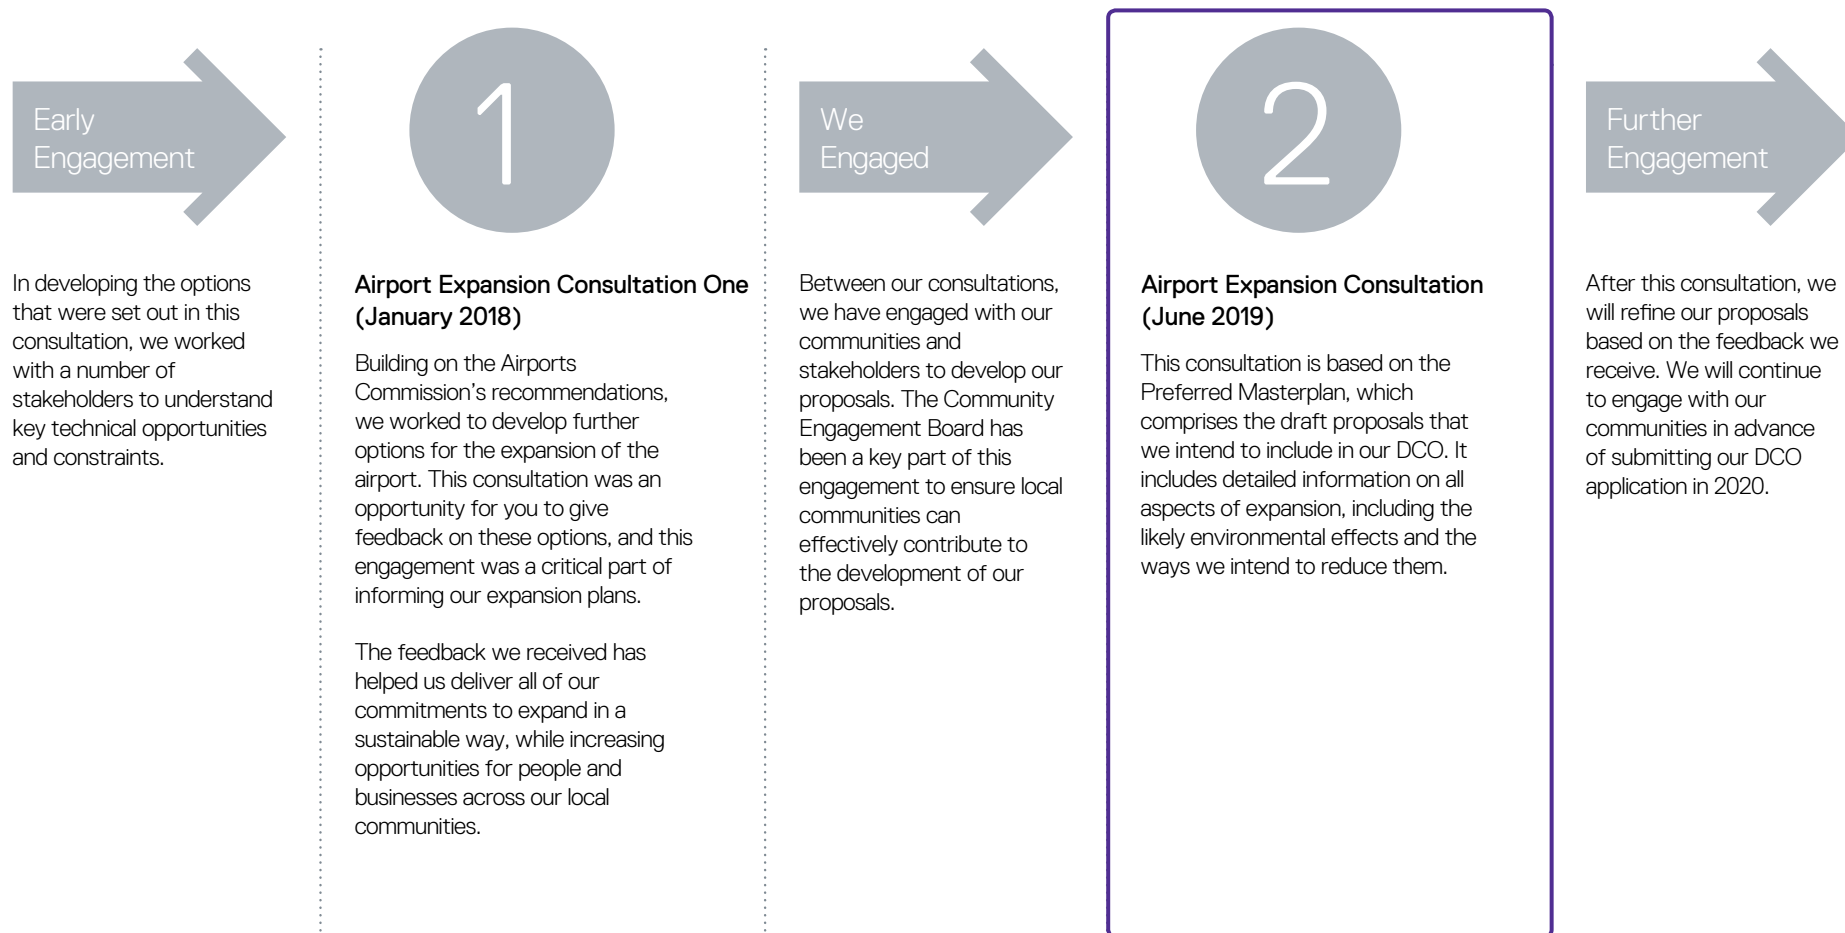 Early
Engagement
In developing the options
that were set out in this
consultation, we worked
with a number of
stakeholders to understand
key technical opportunities
and constraints.
1
Airport Expansion Consultation One
(January 2018)
Building on the Airports
Commission’s recommendations,
we worked to develop further
options for the expansion of the
airport. This consultation was an
opportunity for you to give
feedback on these options, and this
engagement was a critical part of
informing our expansion plans.
The feedback we received has
helped us deliver all of our
commitments to expand in a
sustainable way, while increasing
opportunities for people and
businesses across our local
communities.
We
Engaged
Between our consultations,
we have engaged with our
communities and
stakeholders to develop our
proposals. The Community
Engagement Board has
been a key part of this
engagement to ensure local
communities can
effectively contribute to
the development of our
proposals.
2
Airport Expansion Consultation
(June 2019)
This consultation is based on the
Preferred Masterplan, which
comprises the draft proposals that
we intend to include in our DCO. It
includes detailed information on all
aspects of expansion, including the
likely environmental effects and the
ways we intend to reduce them.
Further
Engagement
After this consultation, we
will refine our proposals
based on the feedback we
receive. We will continue
to engage with our
communities in advance
of submitting our DCO
application in 2020.